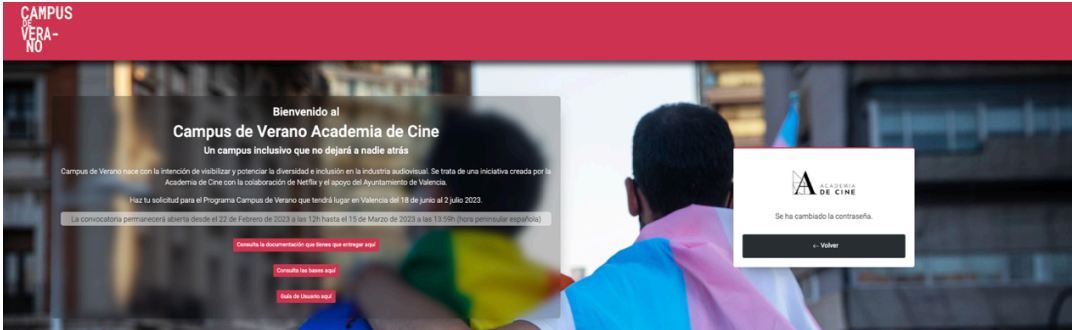 CAMPUS
DE
VERA-
NO
Bienvenido al
Campus de Verano Academia de Cine
Un campus inclusivo que no dejará a nadie atrás
Campus de Verano nace con la intención de visibilizar y potenciar la diversidad e inclusión en la industria audiovisual. Se trata de una iniciativa creada por la
Academia de Cine con la colaboración de Netflix y el apoyo del Ayuntamiento de Valencia.
Haz tu solicitud para el Programa Campus de Verano que tendrá lugar en Valencia del 18 de junio al 2 julio 2023.
La convocatoria permanecerá abierta desde el 22 de Febrero de 2023 a las 12h hasta el 15 de Marzo de 2023 a las 13:59h (hora peninsular española)
Consulta la documentación que tienes que entregar aquí
Consulta las bases aquí
Guía de Usuario aquí
ACADEMIA
DE CINE
Se ha cambiado la contraseña.
← Volver